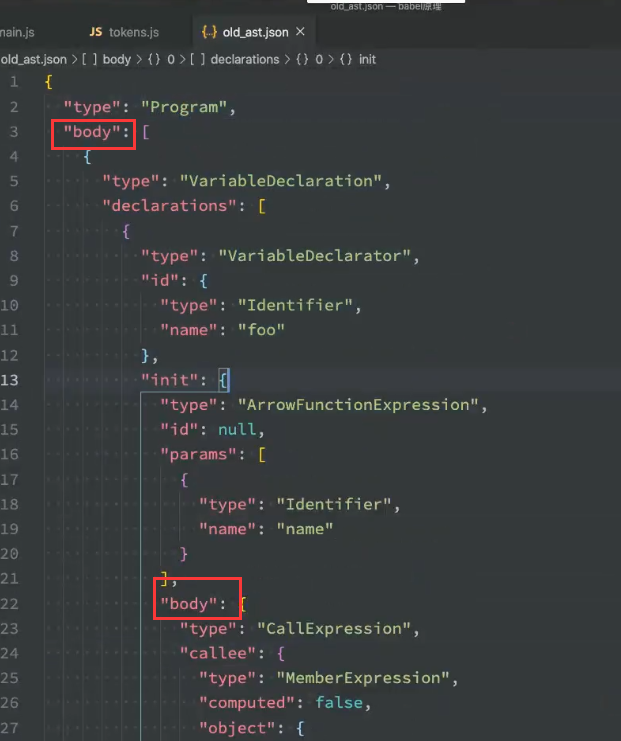 old_ast.json — babel原理
main.js JS tokens.js {..} old_ast.json ×
old_ast.json > [ ] body > {} 0 > [ ] declarations > {} 0 > {} init
1 {
2 "type": "Program",
3 "body": [
4 {
5 "type": "VariableDeclaration",
6 "declarations": [
7 {
8 "type": "VariableDeclarator",
9 "id": {
10 "type": "Identifier",
11 "name": "foo"
12 },
13 "init": {
14 "type": "ArrowFunctionExpression",
15 "id": null,
16 "params": [
17 {
18 "type": "Identifier",
19 "name": "name"
20 }
21 ],
22 "body": {
23 "type": "CallExpression",
24 "callee": {
25 "type": "MemberExpression",
26 "computed": false,
27 "object": {